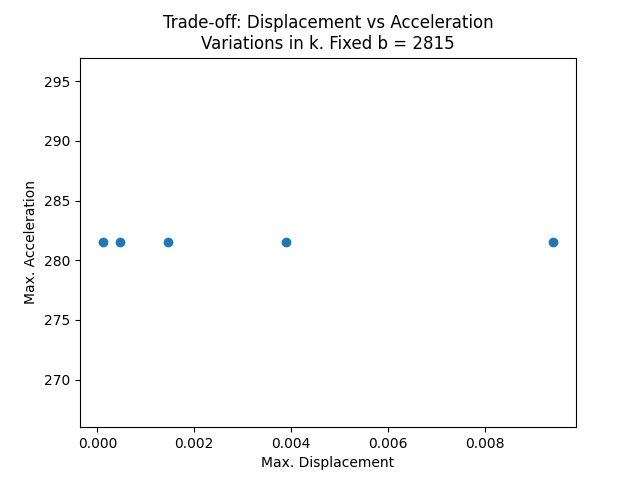 Trade-off: Displacement vs Acceleration
Variations in k. Fixed b = 2815
295
290
285
280
275
270
Max. Acceleration
0.000 0.002 0.004 0.006 0.008
Max. Displacement